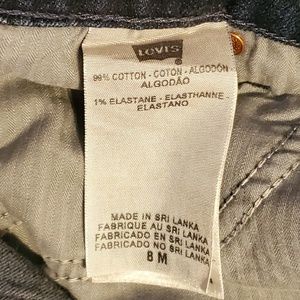 LEVI'S
®
99% COTTON - COTON - ALGODÓN
ALGODÃO
1% ELASTANE - ELASTHANNE
ELASTANO
MADE IN SRI LANKA
FABRIQUE AU SRI LANKA
FABRICADO EN SRI LANKA
FABRICADO NO SRI LANKA
8 M